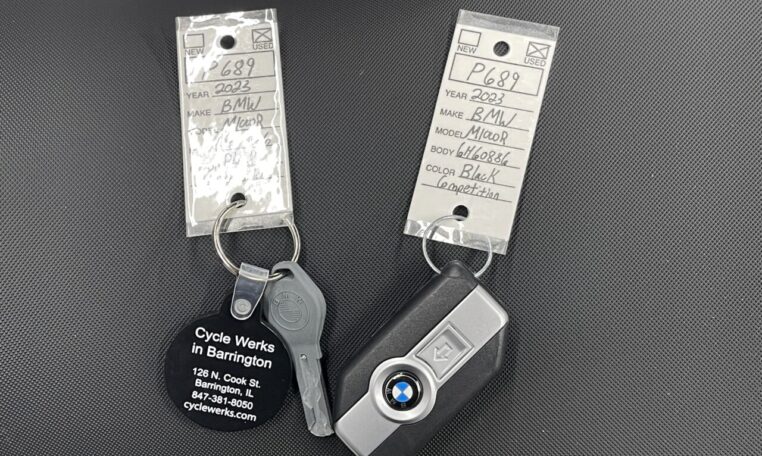 NEW USED
P689
YEAR 2023
MAKE BMW
M1000R
NEW USED
P689
YEAR 2023
MAKE BMW
MODEL M1000R
BODY 6H60886
COLOR Black
Competition
Cycle Werks
in Barrington
126 N. Cook St.
Barrington, IL
847-381-8050
cyclewerks.com